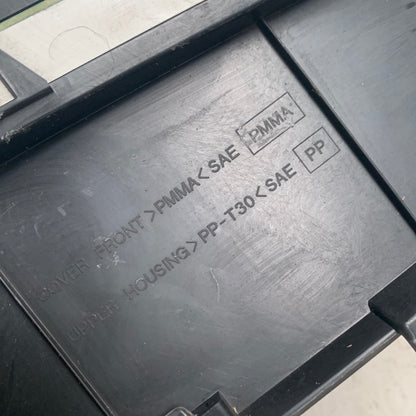 COVER FRONT >PMMA< SAE PMMA
UPPER HOUSING >PP-T30< SAE PP